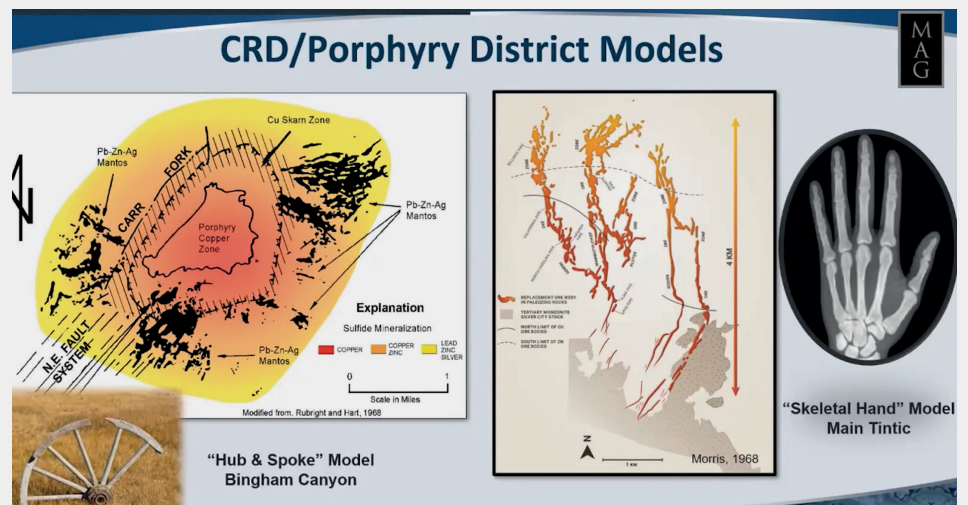 CRD/Porphyry District Models
M
A
G
Cu Skarn Zone
Pb-Zn-Ag
Mantos
FORK
CARR
Pb-Zn-Ag
Mantos
Porphyry
Copper
Zone
Explanation
Sulfide Mineralization
COPPER
COPPER
ZINC
LEAD
ZINC
SILVER
Pb-Zn-Ag
Mantos
N.E. FAULT
SYSTEM
0
1
Scale in Miles
Modified from. Rubright and Hart, 1968
"Hub & Spoke" Model
Bingham Canyon
4 KM
REPLACEMENT ORE BODY
IN PALEOZOIC ROCKS
TERTIARY MONZONITE
SILVER CITY STOCK
NORTH LIMIT OF CU
ORE BODIES
SOUTH LIMIT OF ZN
ORE BODIES
N
1 KM
Morris, 1968
"Skeletal Hand" Model
Main Tintic